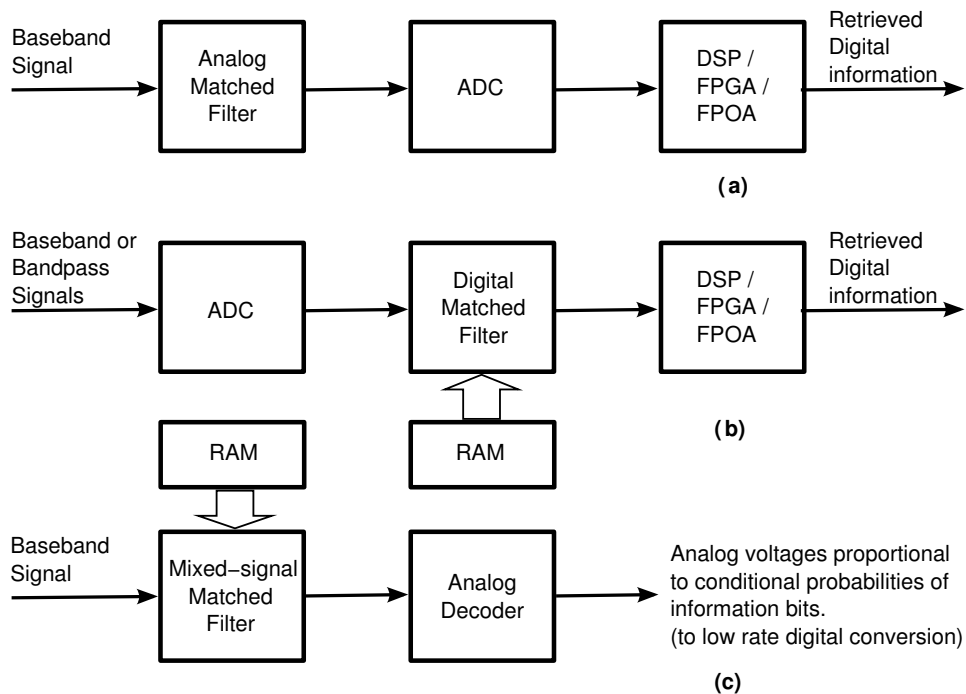 Baseband
Signal
Analog
Matched
Filter
ADC
DSP /
FPGA /
FPOA
Retrieved
Digital
information
(a)
Baseband or
Bandpass
Signals
ADC
Digital
Matched
Filter
DSP /
FPGA /
FPOA
Retrieved
Digital
information
(b)
RAM
RAM
Baseband
Signal
Mixed−signal
Matched
Filter
Analog
Decoder
Analog voltages proportional
to conditional probabilities of
information bits.
(to low rate digital conversion)
(c)